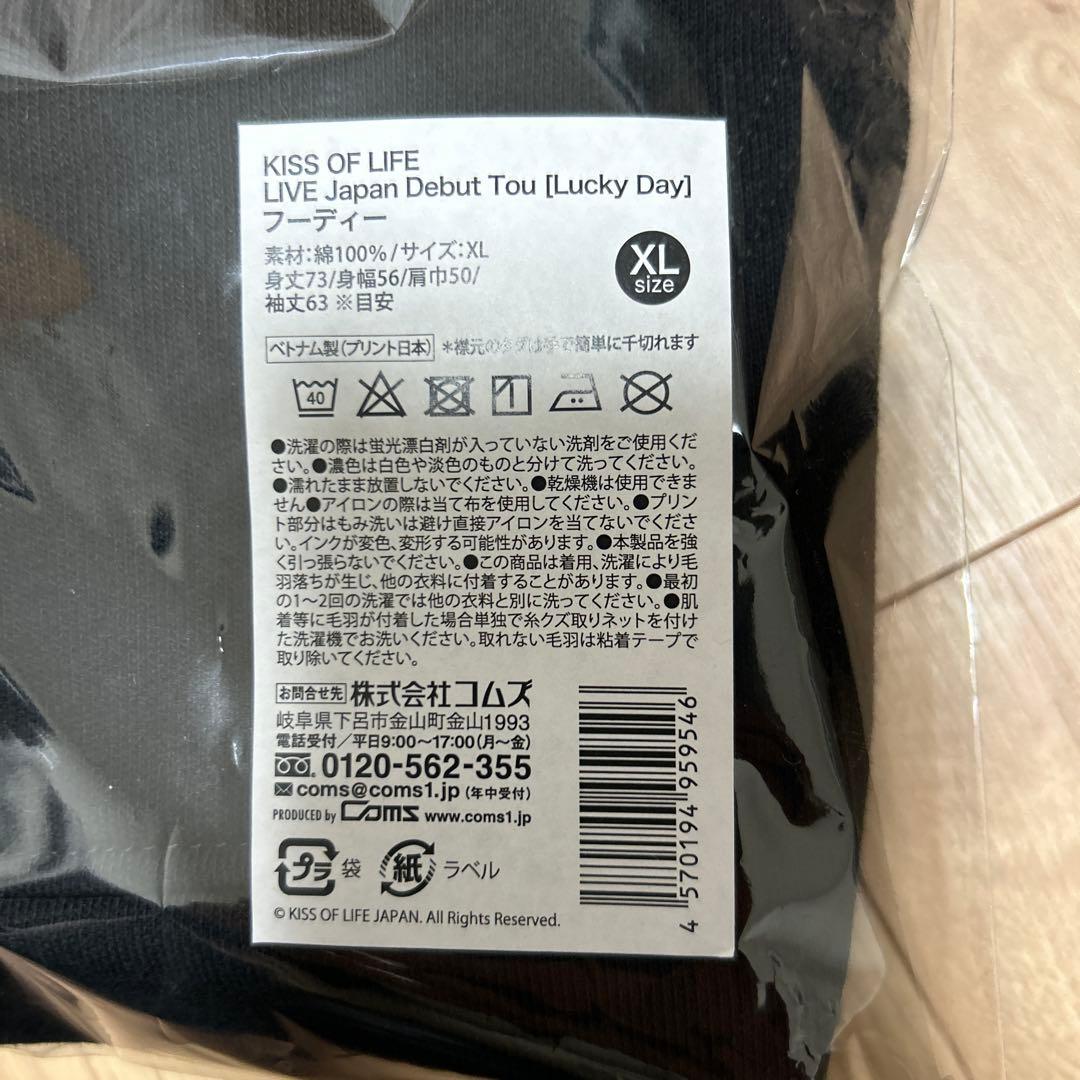 KISS OF LIFE
LIVE Japan Debut Tou [Lucky Day]
フーディー
素材:綿100%/サイズ:XL
身丈73/身幅56/肩巾50/
袖丈63 ※目安
XL
size
ベトナム製(プリント日本) *襟元のタグは手で簡単に千切れます
40
●洗濯の際は蛍光漂白剤が入っていない洗剤をご使用くだ
さい。●濃色は白色や淡色のものと分けて洗ってください。
●濡れたまま放置しないでください。●乾燥機は使用できま
せん●アイロンの際は当て布を使用してください。●プリン
ト部分はもみ洗いは避け直接アイロンを当てないでくださ
い。インクが変色、変形する可能性があります。●本製品を強
く引っ張らないでください。●この商品は着用、洗濯により毛
羽落ちが生じ、他の衣料に付着することがあります。●最初
の1〜2回の洗濯では他の衣料と別に洗ってください。●肌
着等に毛羽が付着した場合単独で糸クズ取りネットを付け
た洗濯機でお洗いください。取れない毛羽は粘着テープで
取り除いてください。
お問合せ先 株式会社コムズ
岐阜県下呂市金山町金山1993
電話受付/平日9:00〜17:00(月〜金)
0120-562-355
coms@coms1.jp (年中受付)
PRODUCED by Coms www.coms1.jp
プラ 袋 紙 ラベル
© KISS OF LIFE JAPAN. All Rights Reserved.
4 570194 959546